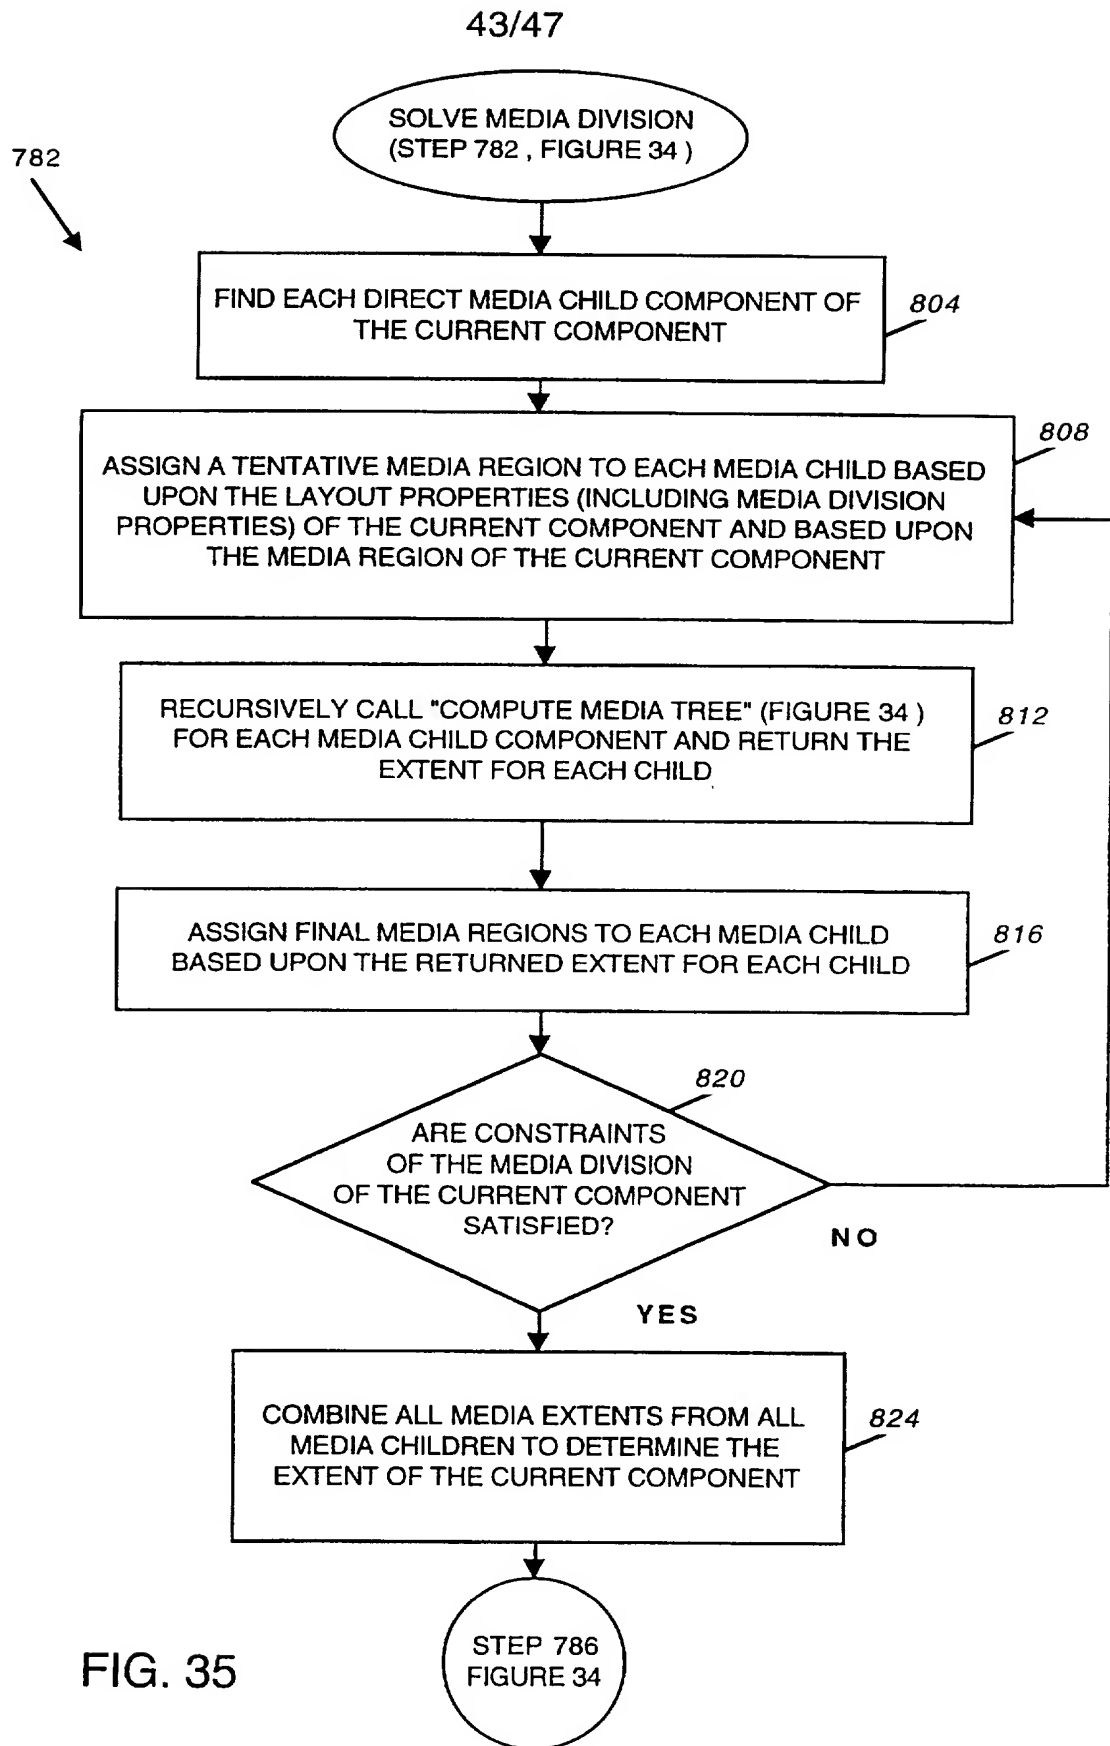 43/47
SOLVE MEDIA DIVISION
(STEP 782 , FIGURE 34 )
782
FIND EACH DIRECT MEDIA CHILD COMPONENT OF
THE CURRENT COMPONENT
804
808
ASSIGN A TENTATIVE MEDIA REGION TO EACH MEDIA CHILD BASED
UPON THE LAYOUT PROPERTIES (INCLUDING MEDIA DIVISION
PROPERTIES) OF THE CURRENT COMPONENT AND BASED UPON
THE MEDIA REGION OF THE CURRENT COMPONENT
RECURSIVELY CALL "COMPUTE MEDIA TREE" (FIGURE 34 )
FOR EACH MEDIA CHILD COMPONENT AND RETURN THE
EXTENT FOR EACH CHILD
812
ASSIGN FINAL MEDIA REGIONS TO EACH MEDIA CHILD
BASED UPON THE RETURNED EXTENT FOR EACH CHILD
816
820
ARE CONSTRAINTS
OF THE MEDIA DIVISION
OF THE CURRENT COMPONENT
SATISFIED?
NO
YES
COMBINE ALL MEDIA EXTENTS FROM ALL
MEDIA CHILDREN TO DETERMINE THE
EXTENT OF THE CURRENT COMPONENT
824
STEP 786
FIGURE 34
FIG. 35